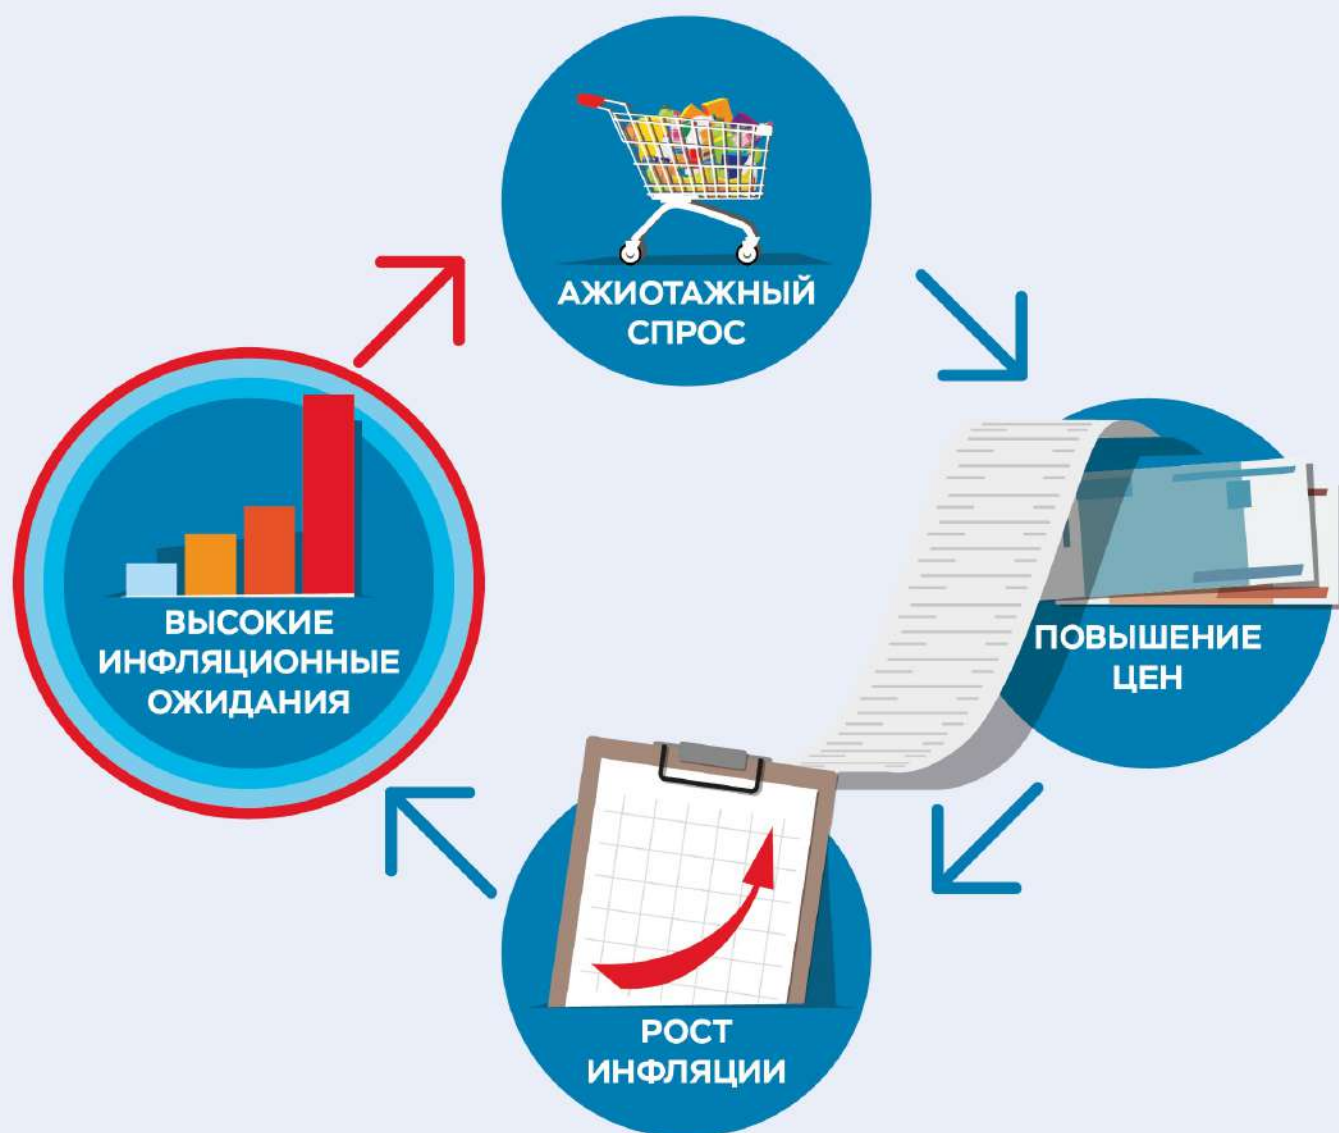 АЖИОТАЖНЫЙ
СПРОС
ВЫСОКИЕ
ИНФЛЯЦИОННЫЕ
ОЖИДАНИЯ
ПОВЫШЕНИЕ
ЦЕН
РОСТ
ИНФЛЯЦИИ